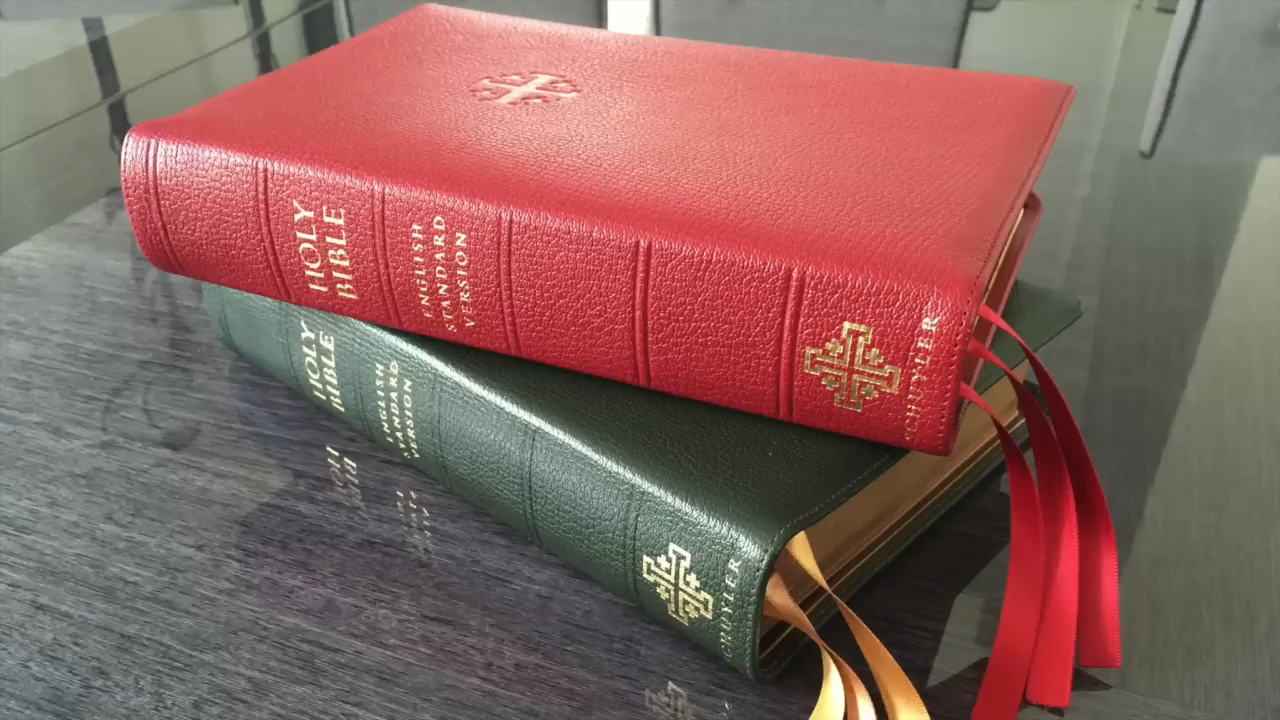 HOLY
BIBLE
ENGLISH
STANDARD
VERSION
SCHUYLER
HOLY
BIBLE
ENGLISH
STANDARD
VERSION
SCHUYLER